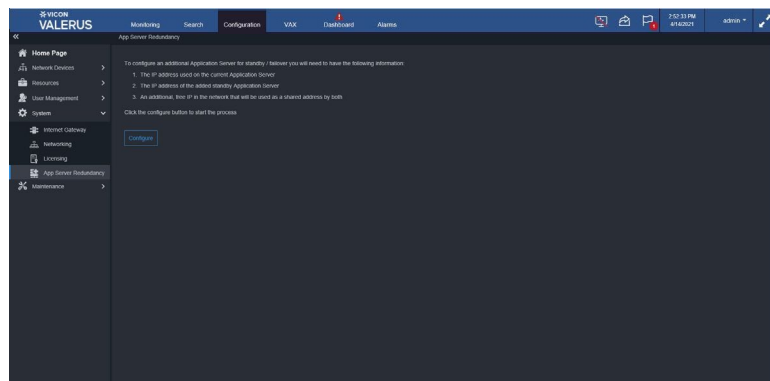 VICON
VALERUS
Monitoring
Search
Configuration
VAX
Dashboard
Alarms
2:52:33 PM
4/14/2021
admin
App Server Redundancy
Home Page
Network Devices
Resources
User Management
System
Internet Gateway
Networking
Licensing
App Server Redundancy
Maintenance
To configure an additional Application Server for standby / failover you will need to have the following information:
1. The IP address used on the current Application Server
2. The IP address of the added standby Application Server
3. An additional, free IP in the network that will be used as a shared address by both
Click the configure button to start the process
Configure